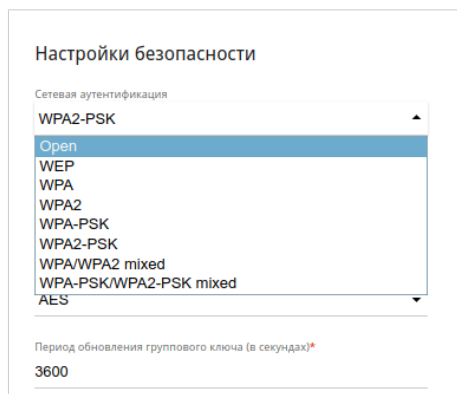 Настройки безопасности
Сетевая аутентификация
WPA2-PSK
Open
WEP
WPA
WPA2
WPA-PSK
WPA2-PSK
WPA/WPA2 mixed
WPA-PSK/WPA2-PSK mixed
AES
Период обновления группового ключа (в секундах)*
3600